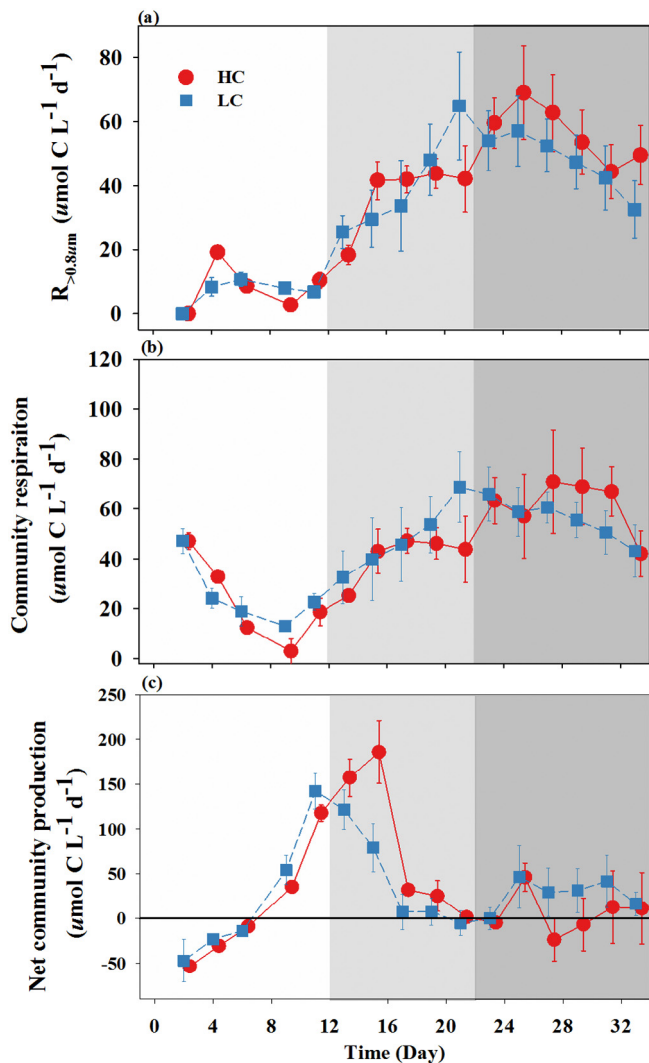 (a)
80
60
40
20
0
R>0.8um (umol C L-1 d-1)
HC
LC
(b)
120
100
80
60
40
20
0
Community respiraiton
(umol C L-1 d-1)
(c)
250
200
150
100
50
0
-50
Net community production
(umol C L-1 d-1)
0 4 8 12 16 20 24 28 32
Time (Day)